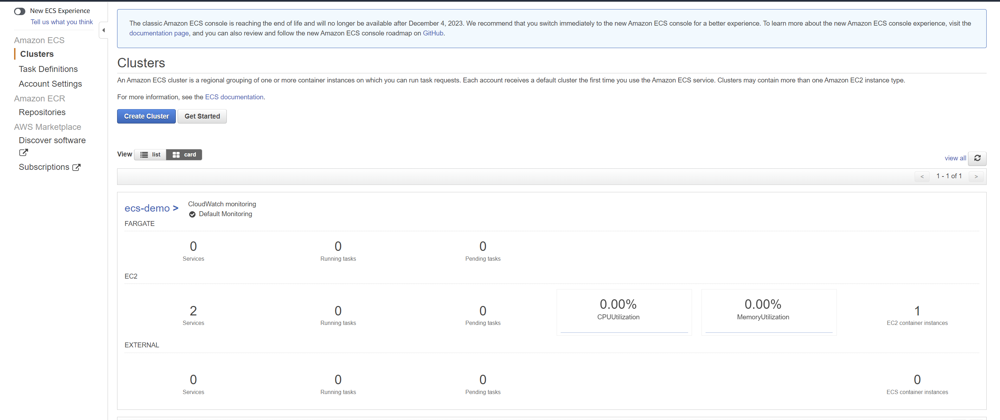 New ECS Experience
Tell us what you think
Amazon ECS
Clusters
Task Definitions
Account Settings
Amazon ECR
Repositories
AWS Marketplace
Discover software
Subscriptions
The classic Amazon ECS console is reaching the end of life and will no longer be available after December 4, 2023. We recommend that you switch immediately to the new Amazon ECS console for a better experience. To learn more about the new Amazon ECS console experience, visit the
documentation page, and you can also review and follow the new Amazon ECS console roadmap on GitHub.
Clusters
An Amazon ECS cluster is a regional grouping of one or more container instances on which you can run task requests. Each account receives a default cluster the first time you use the Amazon ECS service. Clusters may contain more than one Amazon EC2 instance type.
For more information, see the ECS documentation.
Create Cluster Get Started
View list card
view all
< 1 - 1 of 1 >
ecs-demo >
CloudWatch monitoring
Default Monitoring
FARGATE
0 0 0
Services Running tasks Pending tasks
EC2
2 0 0 0.00% 0.00% 1
Services Running tasks Pending tasks CPUUtilization MemoryUtilization EC2 container instances
EXTERNAL
0 0 0 0
Services Running tasks Pending tasks ECS container instances